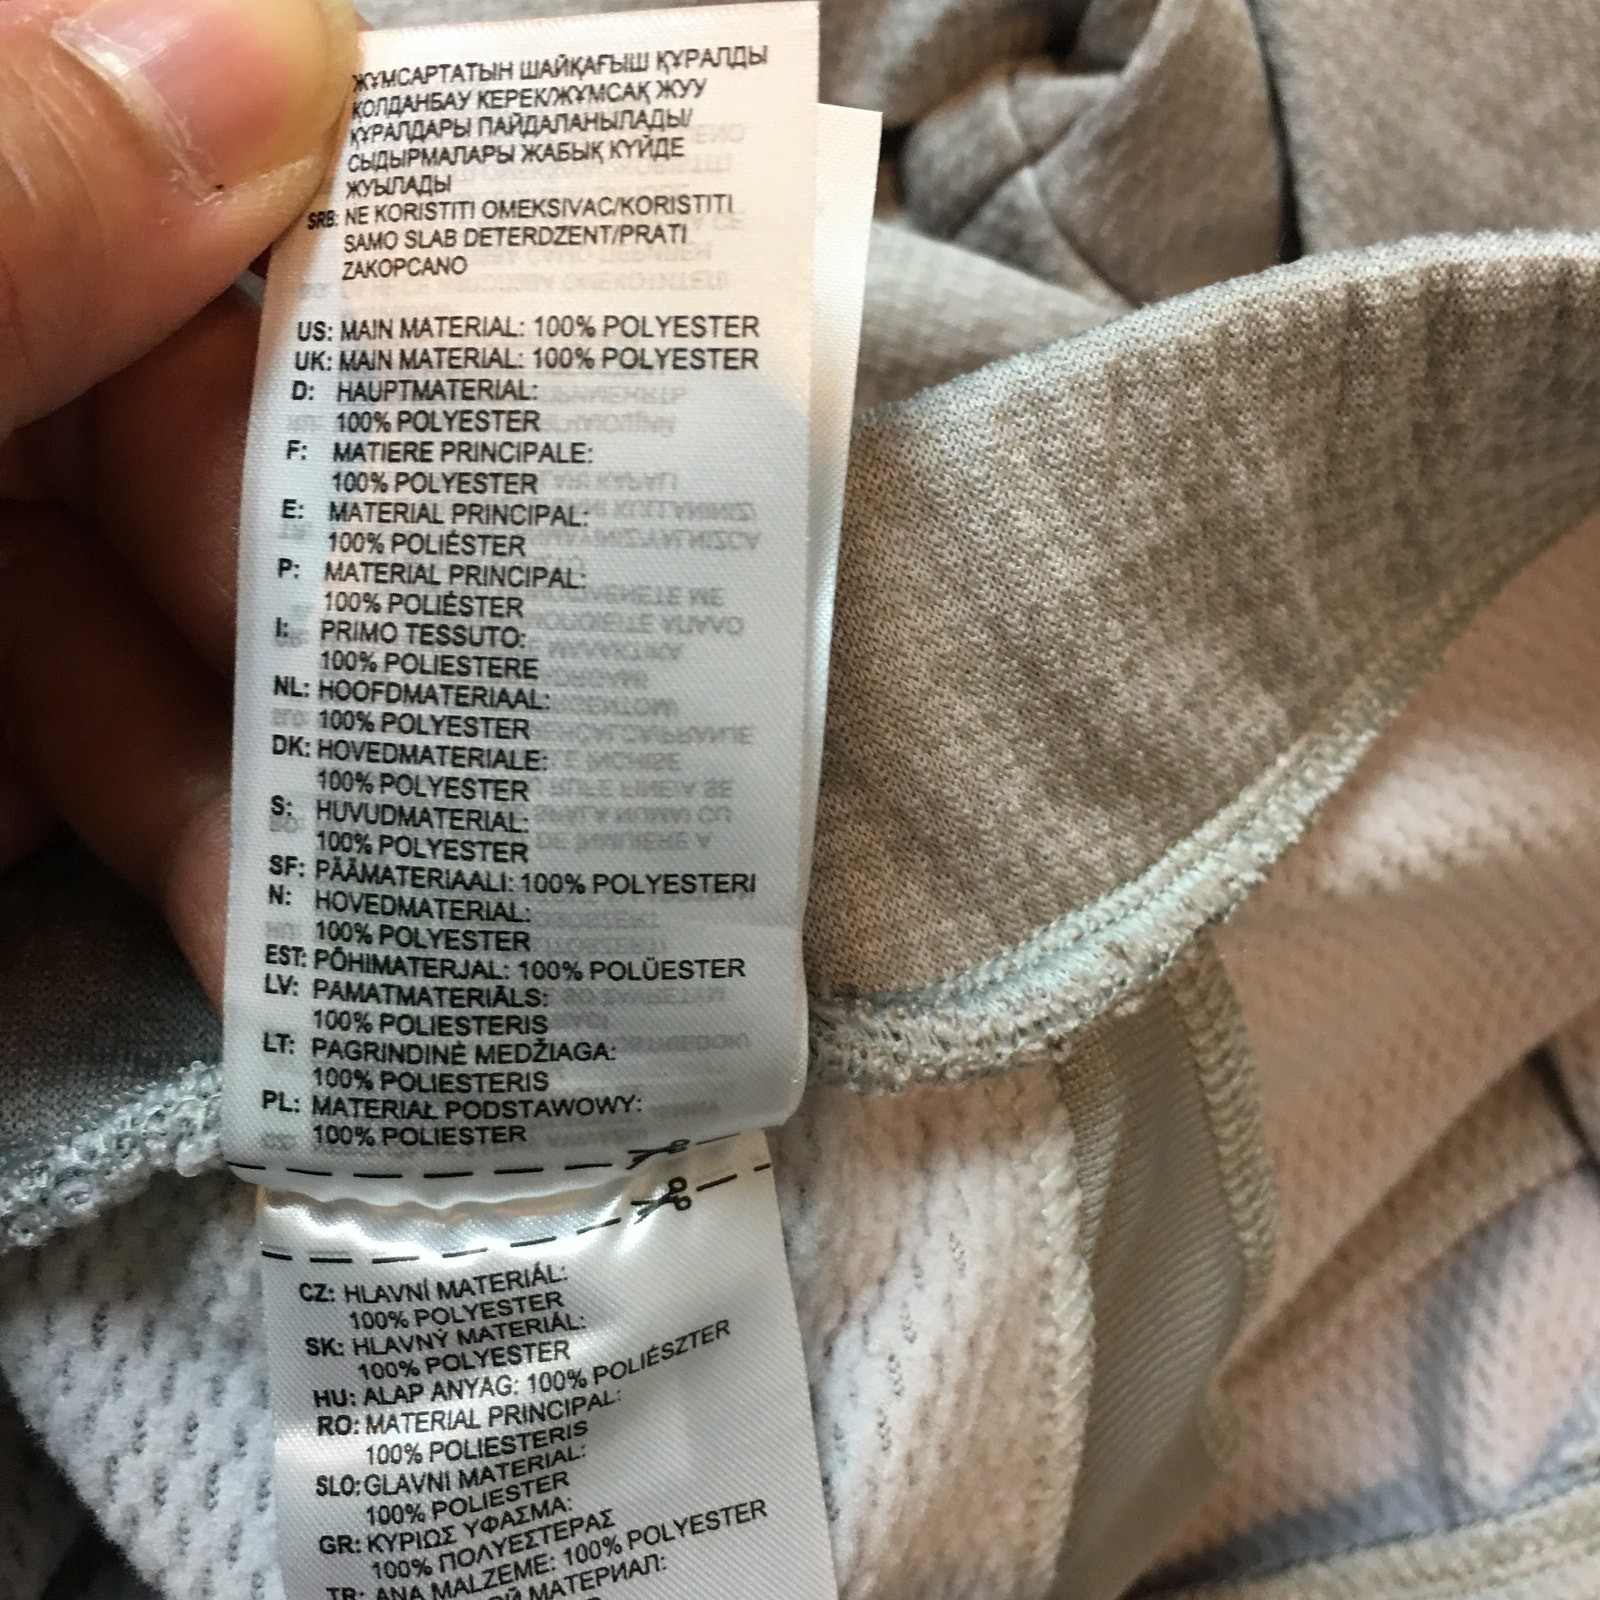 ЖҰМСАРТАТЫН ШАЙҚАҒЫШ ҚҰРАЛДЫ
ҚОЛДАНБАУ КЕРЕК/ЖҰМСАҚ ЖУУ
ҚҰРАЛДАРЫ ПАЙДАЛАНЫЛАДЫ/
СЫДЫРМАЛАРЫ ЖАБЫҚ КҮЙДЕ
ЖУЫЛАДЫ
SRB: NE KORISTITI OMEKSIVAC/KORISTITI
SAMO SLAB DETERDZENT/PRATI
ZAKOPCANO
US: MAIN MATERIAL: 100% POLYESTER
UK: MAIN MATERIAL: 100% POLYESTER
D: HAUPTMATERIAL:
100% POLYESTER
F: MATIERE PRINCIPALE:
100% POLYESTER
E: MATERIAL PRINCIPAL:
100% POLIÉSTER
P: MATERIAL PRINCIPAL:
100% POLIÉSTER
I: PRIMO TESSUTO:
100% POLIESTERE
NL: HOOFDMATERIAAL:
100% POLYESTER
DK: HOVEDMATERIALE:
100% POLYESTER
S: HUVUDMATERIAL:
100% POLYESTER
SF: PÄÄMATERIAALI: 100% POLYESTERI
N: HOVEDMATERIAL:
100% POLYESTER
EST: PÕHIMATERJAL: 100% POLÜESTER
LV: PAMATMATERIĀLS:
100% POLIESTERIS
LT: PAGRINDINĖ MEDŽIAGA:
100% POLIESTERIS
PL: MATERIAŁ PODSTAWOWY:
100% POLIESTER
CZ: HLAVNÍ MATERIÁL:
100% POLYESTER
SK: HLAVNÝ MATERIÁL:
100% POLYESTER
HU: ALAP ANYAG: 100% POLIÉSZTER
RO: MATERIAL PRINCIPAL:
100% POLIESTERIS
SLO: GLAVNI MATERIAL:
100% POLIESTER
GR: ΚΥΡΙΩΣ ΥΦΑΣΜΑ:
100% ΠΟΛΥΕΣΤΕΡΑΣ
TR: ANA MALZEME: 100% POLYESTER
МАТЕРИАЛ: